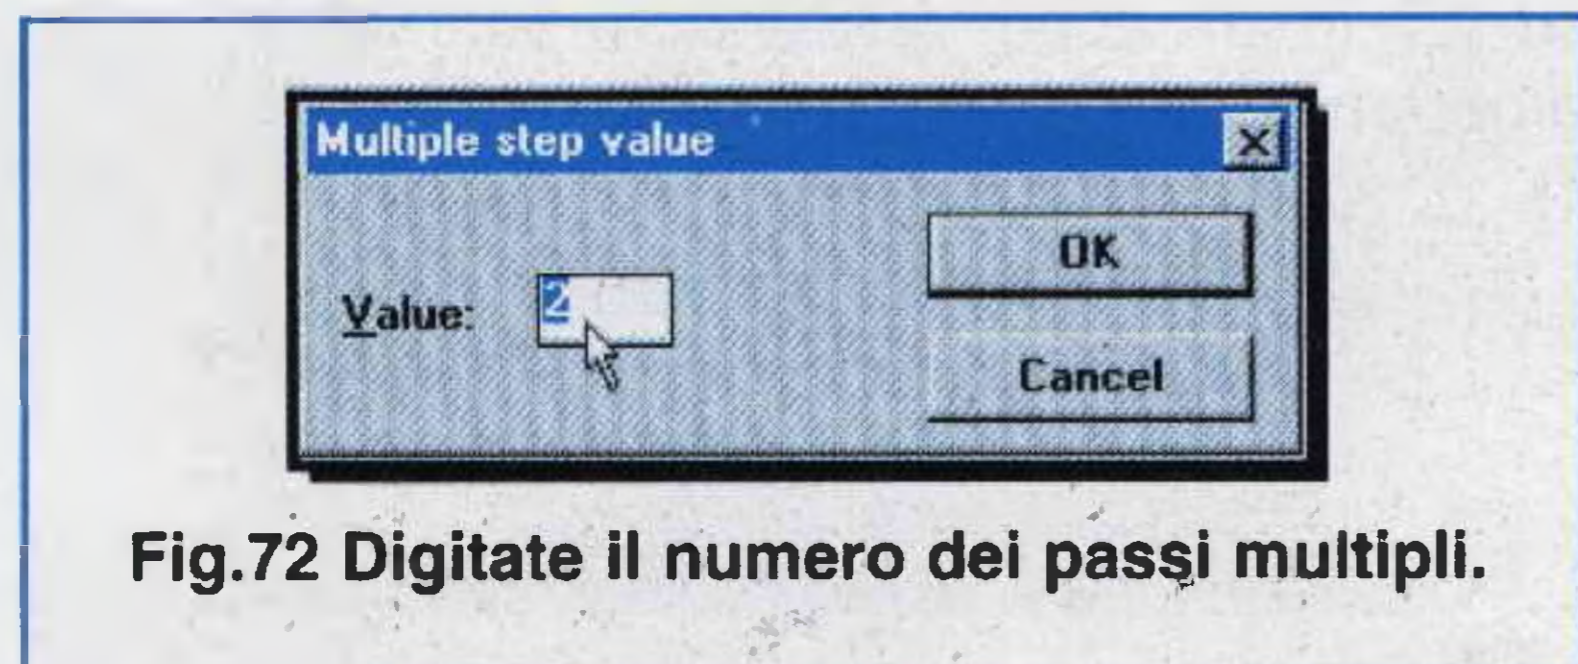 Multiple step value
OK
Value: 2
Cancel
Fig.72 Digitate il numero dei passi multipli.